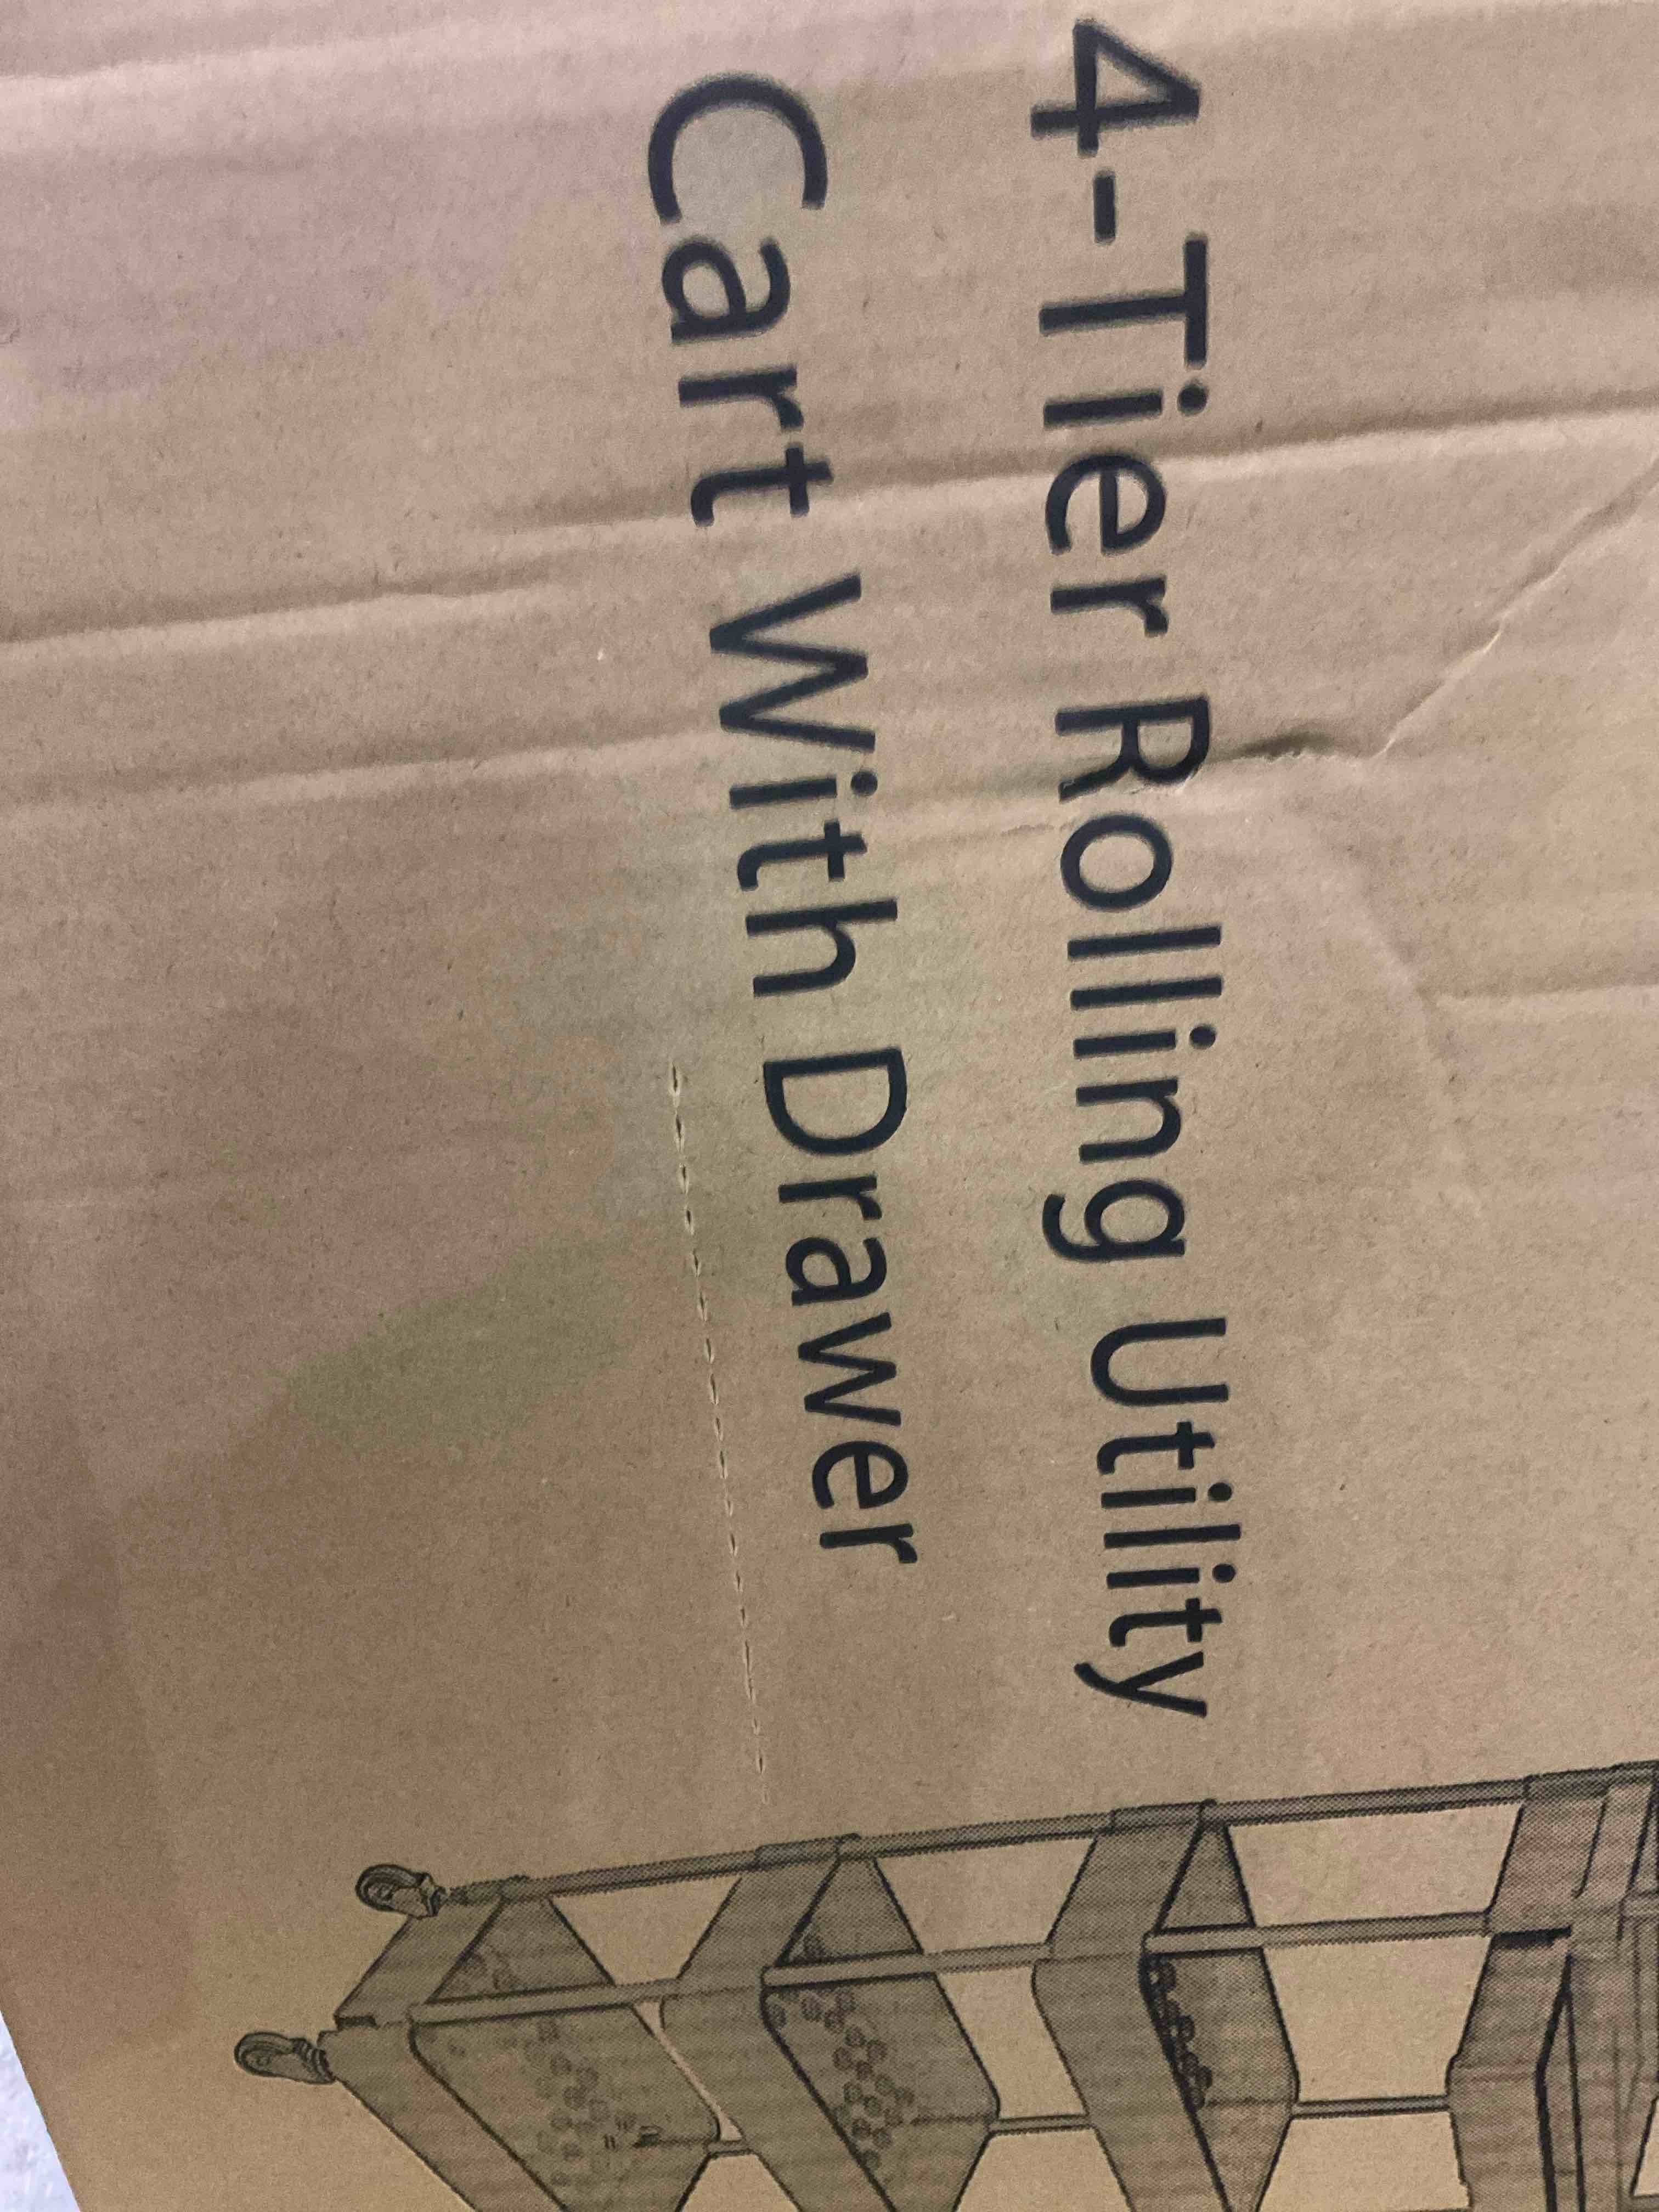 4-Tier Rolling Utility
Cart With Drawer